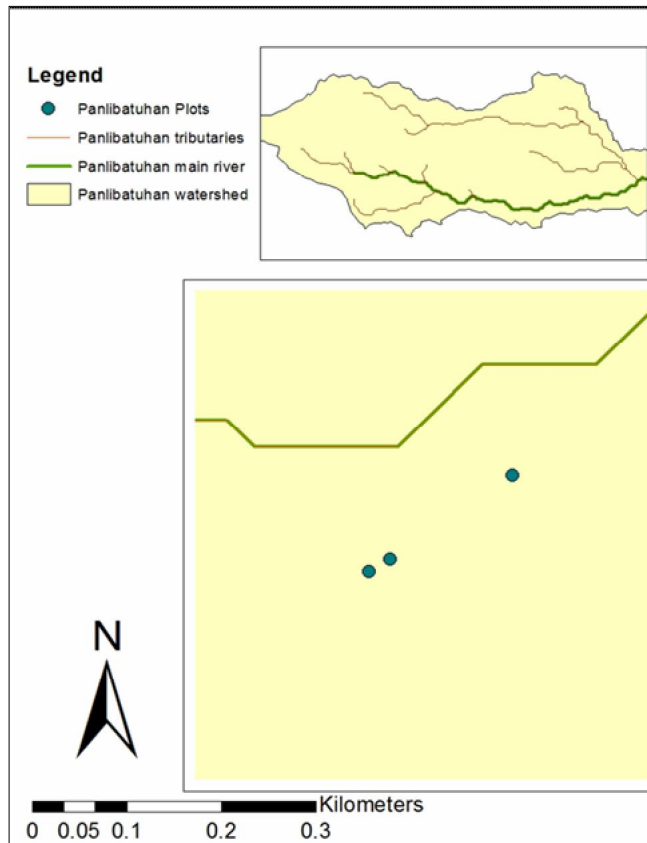 Legend
Panlibatuhan Plots
Panlibatuhan tributaries
Panlibatuhan main river
Panlibatuhan watershed
N
Kilometers
0 0.05 0.1 0.2 0.3